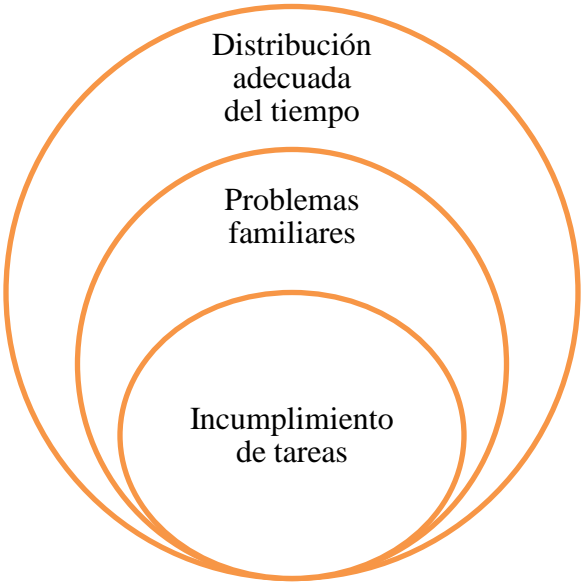 Distribución
adecuada
del tiempo
Problemas
familiares
Incumplimiento
de tareas